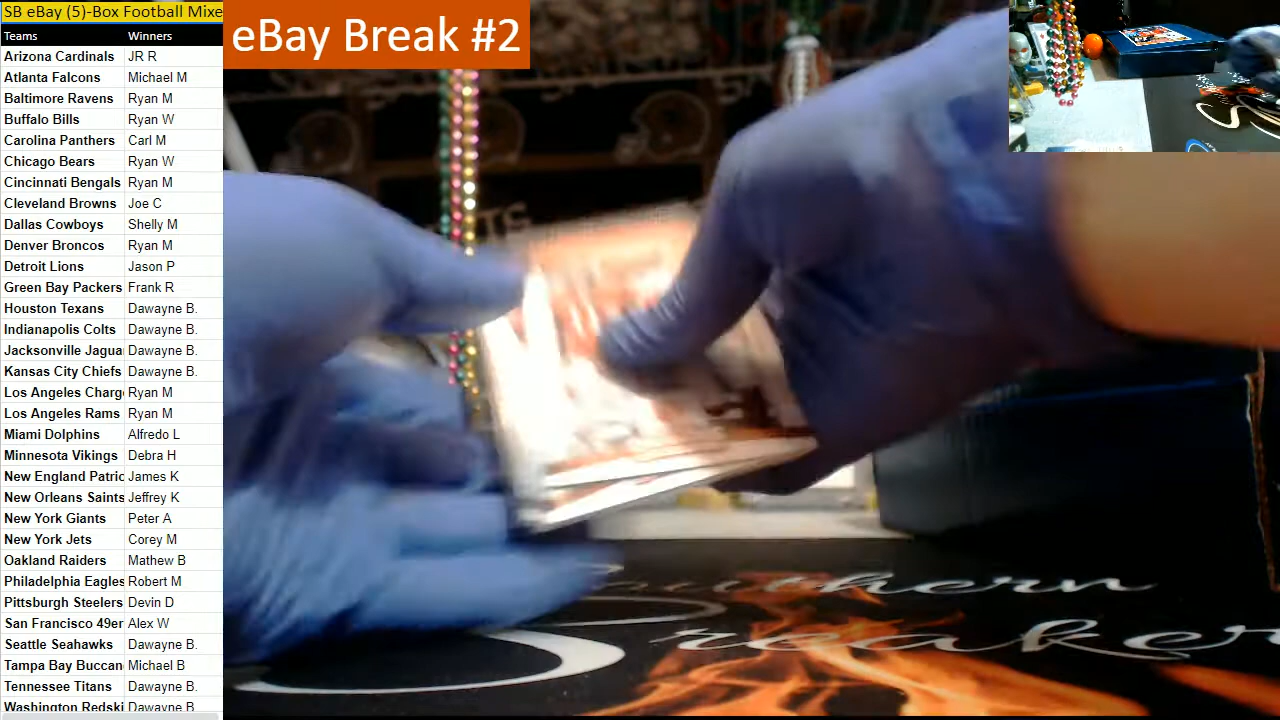 SB eBay (5)-Box Football Mixe
eBay Break #2
Teams Winners
Arizona Cardinals JR R
Atlanta Falcons Michael M
Baltimore Ravens Ryan M
Buffalo Bills Ryan W
Carolina Panthers Carl M
Chicago Bears Ryan W
Cincinnati Bengals Ryan M
Cleveland Browns Joe C
Dallas Cowboys Shelly M
Denver Broncos Ryan M
Detroit Lions Jason P
Green Bay Packers Frank R
Houston Texans Dawayne B.
Indianapolis Colts Dawayne B.
Jacksonville Jagua Dawayne B.
Kansas City Chiefs Dawayne B.
Los Angeles Charg Ryan M
Los Angeles Rams Ryan M
Miami Dolphins Alfredo L
Minnesota Vikings Debra H
New England Patric James K
New Orleans Saints Jeffrey K
New York Giants Peter A
New York Jets Corey M
Oakland Raiders Mathew B
Philadelphia Eagles Robert M
Pittsburgh Steelers Devin D
San Francisco 49er Alex W
Seattle Seahawks Dawayne B.
Tampa Bay Buccan Michael B
Tennessee Titans Dawayne B.
Washington Redski Dawayne B
Southern
Breaker